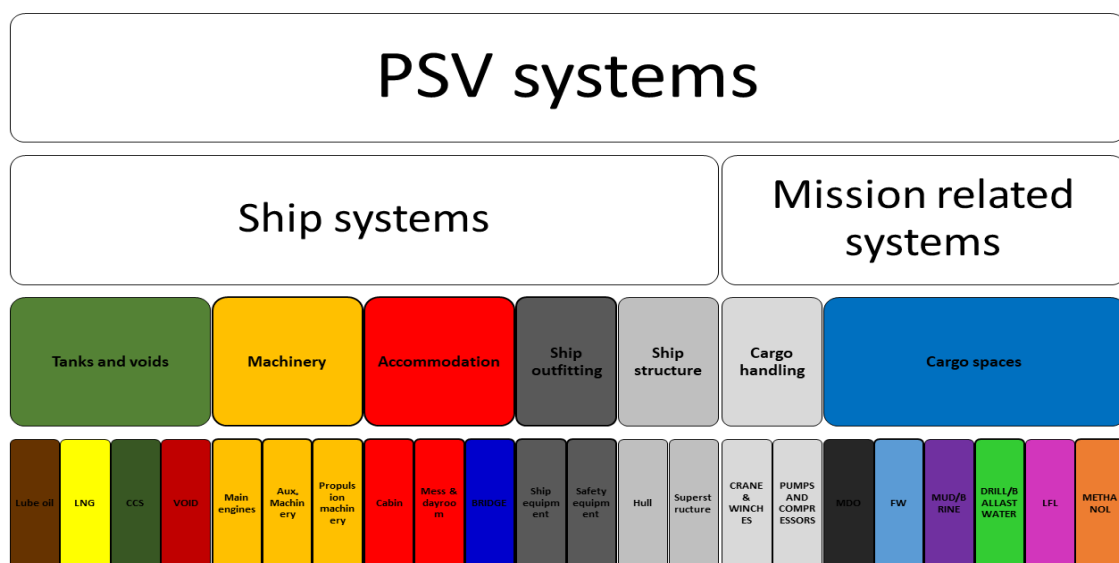 PSV systems
Ship systems
Mission related
systems
Tanks and voids
Machinery
Accommodation
Ship
outfitting
Ship
structure
Cargo
handling
Cargo spaces
Lube oil
LNG
CCS
VOID
Main
engines
Aux, Machin
ery
Propuls
ion
machin
ery
Cabin
Mess &
dayroo
m
BRIDGE
Ship
equipm
ent
Safety
equipm
ent
Hull
Superst
ructure
CRANE
&
WINCH
ES
PUMPS
AND
COMPR
ESSORS
MDO
FW
MUD/B
RINE
DRILL/B
ALLAST
WATER
LFL
METHA
NOL